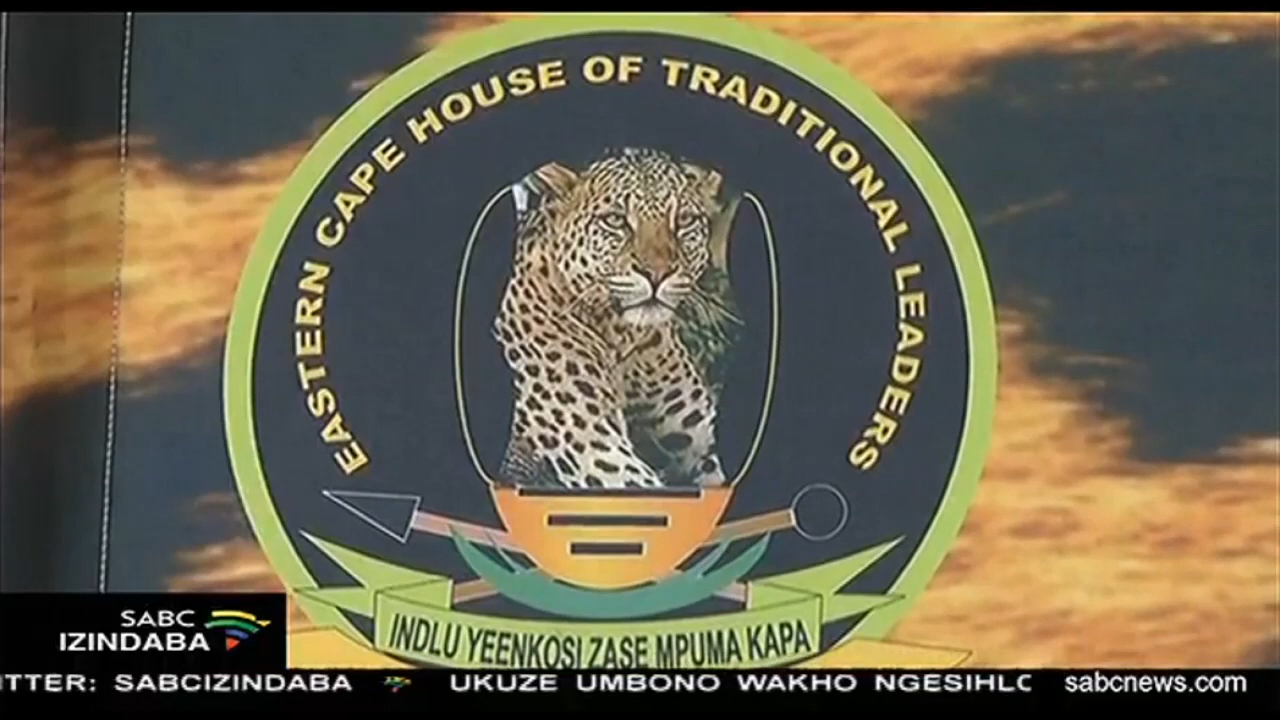 EASTERN CAPE HOUSE OF TRADITIONAL LEADERS
INDLU YEENKOSI ZASE MPUMA KAPA
SABC
IZINDABA
ITTER: SABCIZINDABA UKUZE UMBONO WAKHO NGESIHLC
sabcnews.com